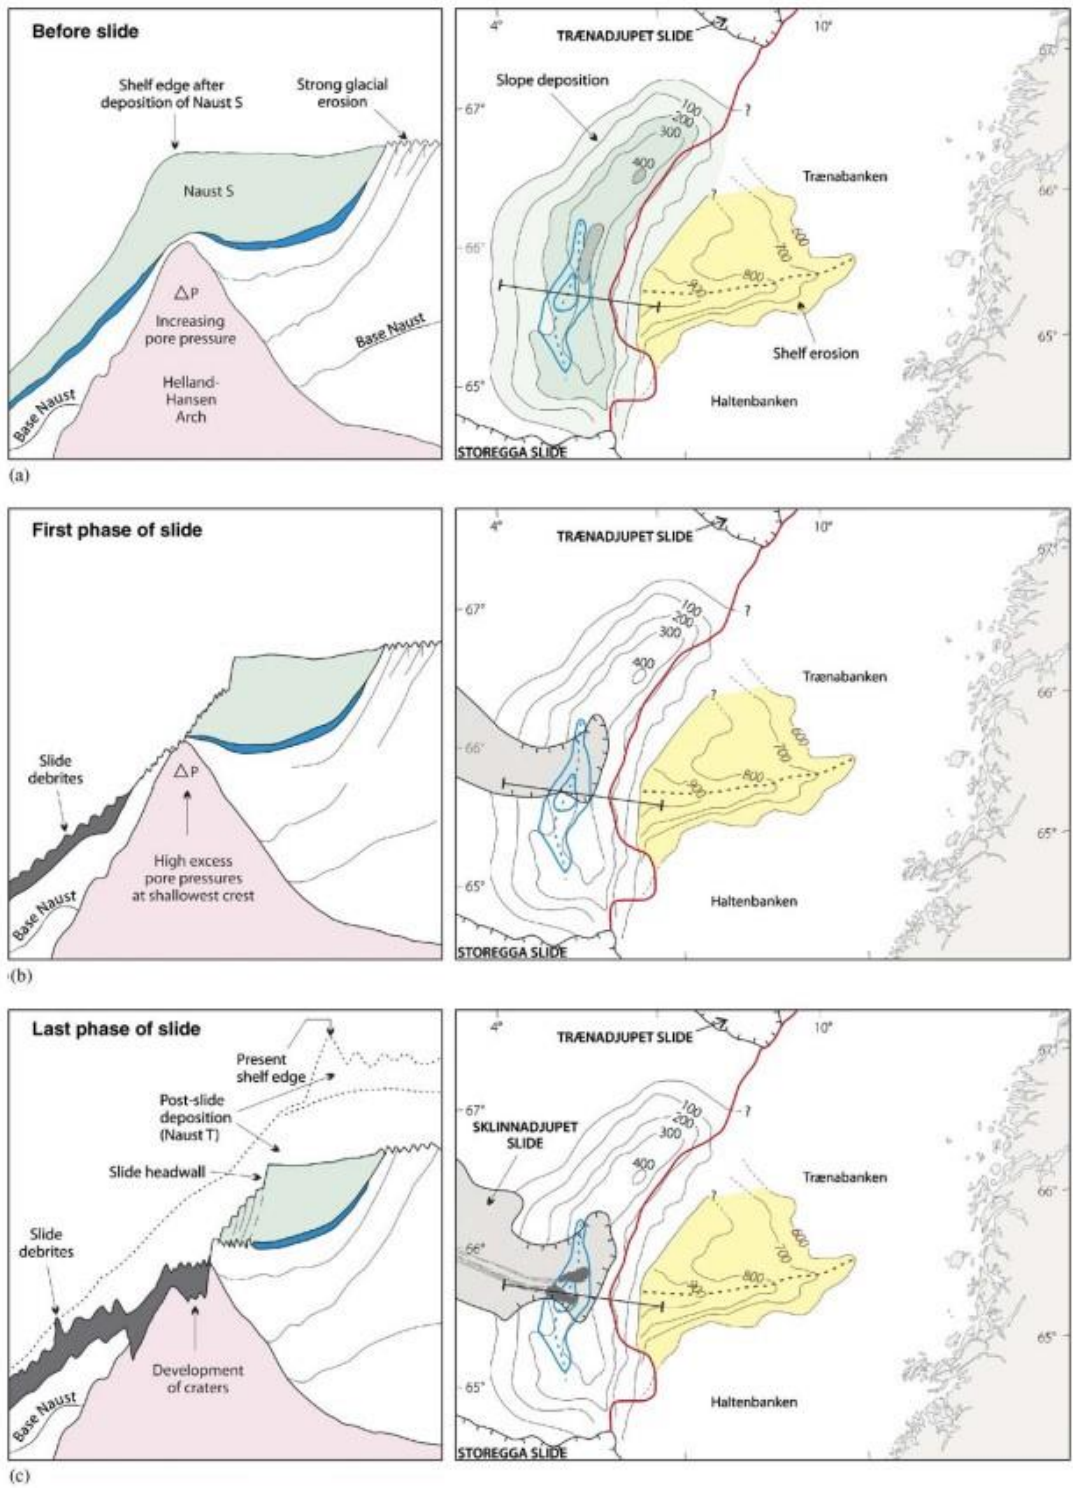 Before slide
Shelf edge after
deposition of Naust S
Strong glacial
erosion
Naust S
△P
Increasing
pore pressure
Helland-
Hansen
Arch
Base Naust
Base Naust
(a)
4°
TRÆNADJUPET SLIDE
10°
67°
Slope deposition
67°
100
200
300
400
?
Trænabanken
66°
?
600
700
800
900
66°
65°
Shelf erosion
65°
Haltenbanken
STOREGGA SLIDE
First phase of slide
Slide
debrites
△P
High excess
pore pressures
at shallowest crest
Base Naust
(b)
4°
TRÆNADJUPET SLIDE
10°
67°
67°
100
200
300
400
?
Trænabanken
66°
?
600
700
800
900
66°
65°
65°
Haltenbanken
STOREGGA SLIDE
Last phase of slide
Present
shelf edge
Post-slide
deposition
(Naust T)
Slide headwall
Slide
debrites
Development
of craters
Base Naust
(c)
4°
TRÆNADJUPET SLIDE
10°
67°
67°
SKLINNADJUPET
SLIDE
100
200
300
400
?
Trænabanken
66°
?
600
700
800
900
66°
65°
65°
Haltenbanken
STOREGGA SLIDE